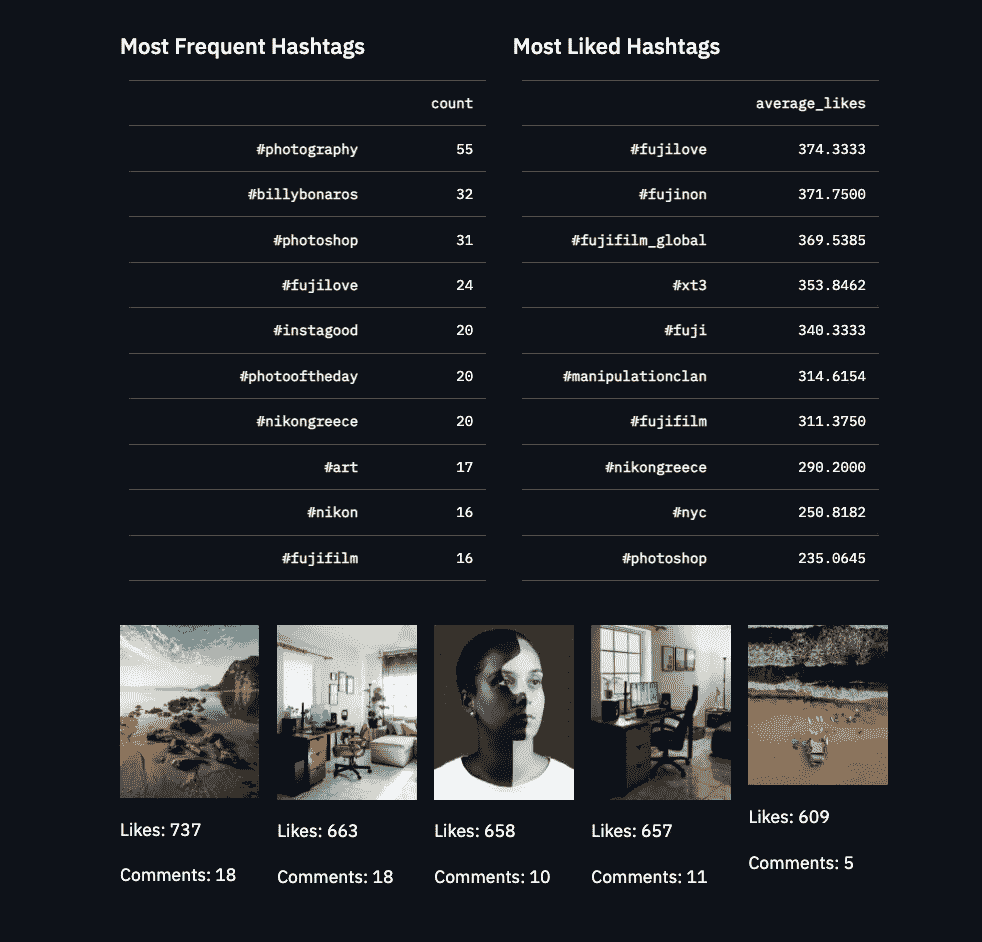 Most Frequent Hashtags
count
#photography 55
#billybonaros 32
#photoshop 31
#fujilove 24
#instagood 20
#photooftheday 20
#nikongreece 20
#art 17
#nikon 16
#fujifilm 16
Most Liked Hashtags
average_likes
#fujilove 374.3333
#fujinon 371.7500
#fujifilm_global 369.5385
#xt3 353.8462
#fuji 340.3333
#manipulationclan 314.6154
#fujifilm 311.3750
#nikongreece 290.2000
#nyc 250.8182
#photoshop 235.0645
Likes: 737
Comments: 18
Likes: 663
Comments: 18
Likes: 658
Comments: 10
Likes: 657
Comments: 11
Likes: 609
Comments: 5